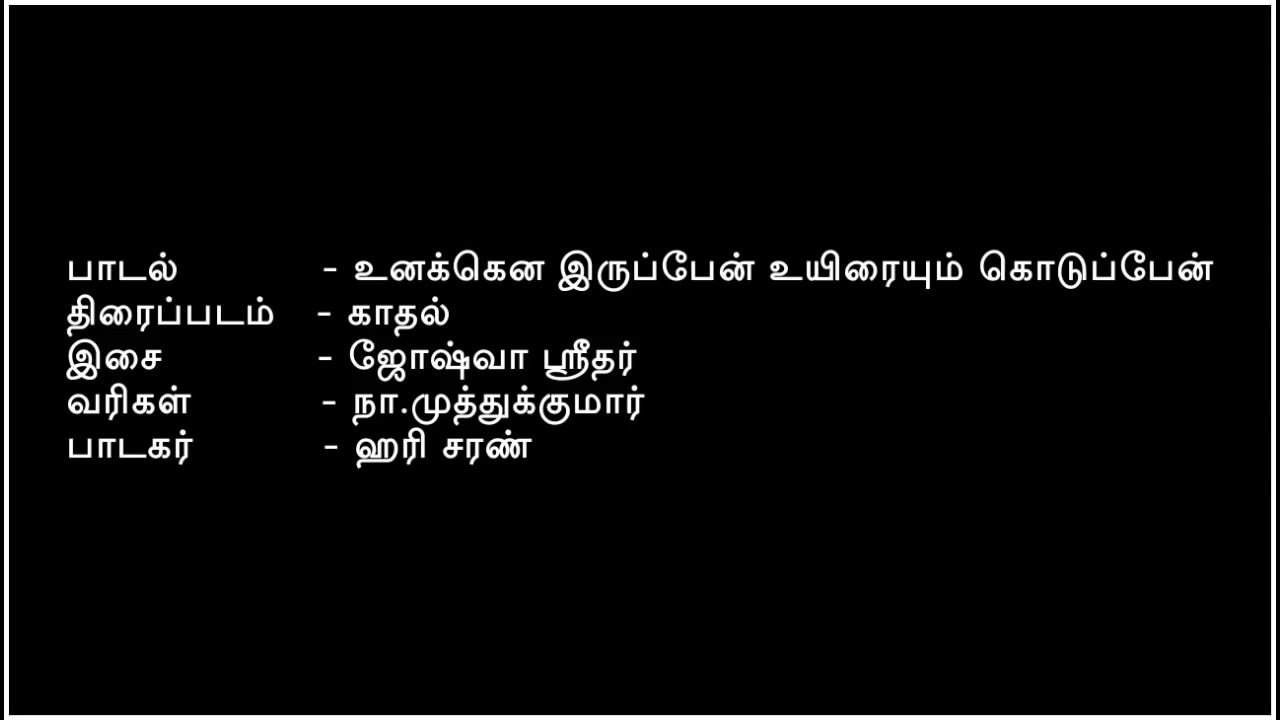 பாடல் - உனக்கென இருப்பேன் உயிரையும் கொடுப்பேன்
திரைப்படம் - காதல்
இசை - ஜோஷ்வா ஸ்ரீதர்
வரிகள் - நா.முத்துக்குமார்
பாடகர் - ஹரி சரண்